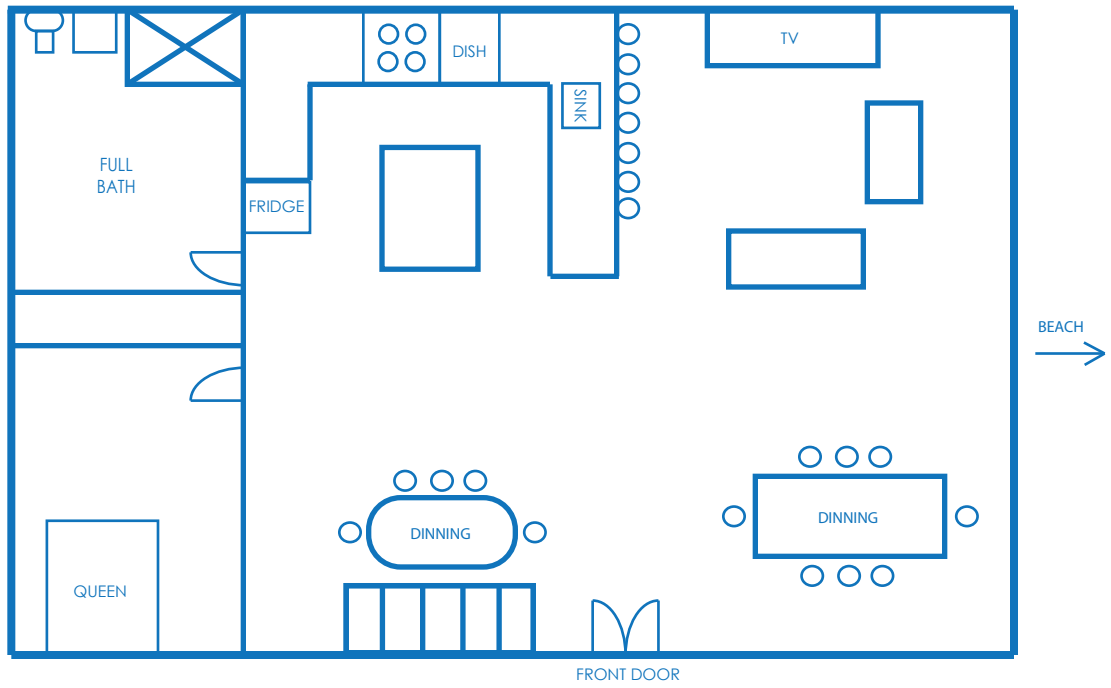 TV
DISH
SINK
FULL
BATH
FRIDGE
BEACH
DINNING
DINNING
QUEEN
FRONT DOOR